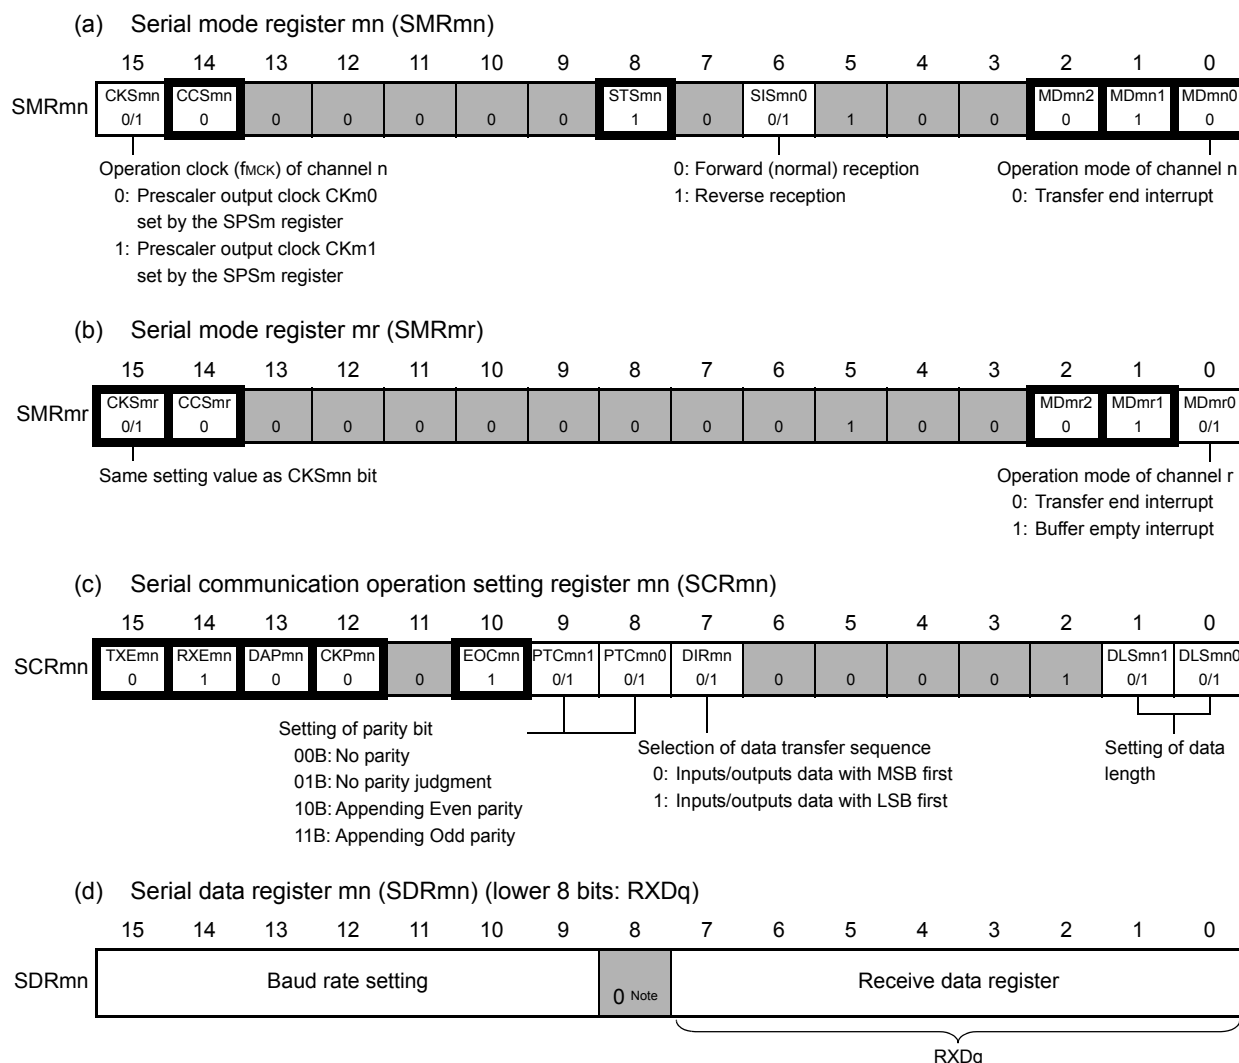 (a) Serial mode register mn (SMRmn)
15 14 13 12 11 10 9 8 7 6 5 4 3 2 1 0
SMRmn
CKSmn CCSmn STSmn SISmn0 MDmn2 MDmn1 MDmn0
0/1 0 0 0 0 0 0 1 0 0/1 1 0 0 0 1 0
Operation clock (fMCK) of channel n
0: Prescaler output clock CKm0
set by the SPSm register
1: Prescaler output clock CKm1
set by the SPSm register
0: Forward (normal) reception
1: Reverse reception
Operation mode of channel n
0: Transfer end interrupt
(b) Serial mode register mr (SMRmr)
15 14 13 12 11 10 9 8 7 6 5 4 3 2 1 0
SMRmr
CKSmr CCSmr MDmr2 MDmr1 MDmr0
0/1 0 0 0 0 0 0 0 0 0 1 0 0 0 1 0/1
Same setting value as CKSmn bit
Operation mode of channel r
0: Transfer end interrupt
1: Buffer empty interrupt
(c) Serial communication operation setting register mn (SCRmn)
15 14 13 12 11 10 9 8 7 6 5 4 3 2 1 0
SCRmn
TXEmn RXEmn DAPmn CKPmn EOCmn PTCmn1 PTCmn0 DIRmn DLSmn1 DLSmn0
0 1 0 0 0 1 0/1 0/1 0/1 0 0 0 0 1 0/1 0/1
Setting of parity bit
00B: No parity
01B: No parity judgment
10B: Appending Even parity
11B: Appending Odd parity
Selection of data transfer sequence
0: Inputs/outputs data with MSB first
1: Inputs/outputs data with LSB first
Setting of data
length
(d) Serial data register mn (SDRmn) (lower 8 bits: RXDq)
15 14 13 12 11 10 9 8 7 6 5 4 3 2 1 0
SDRmn
Baud rate setting
0 Note
Receive data register
RXDq